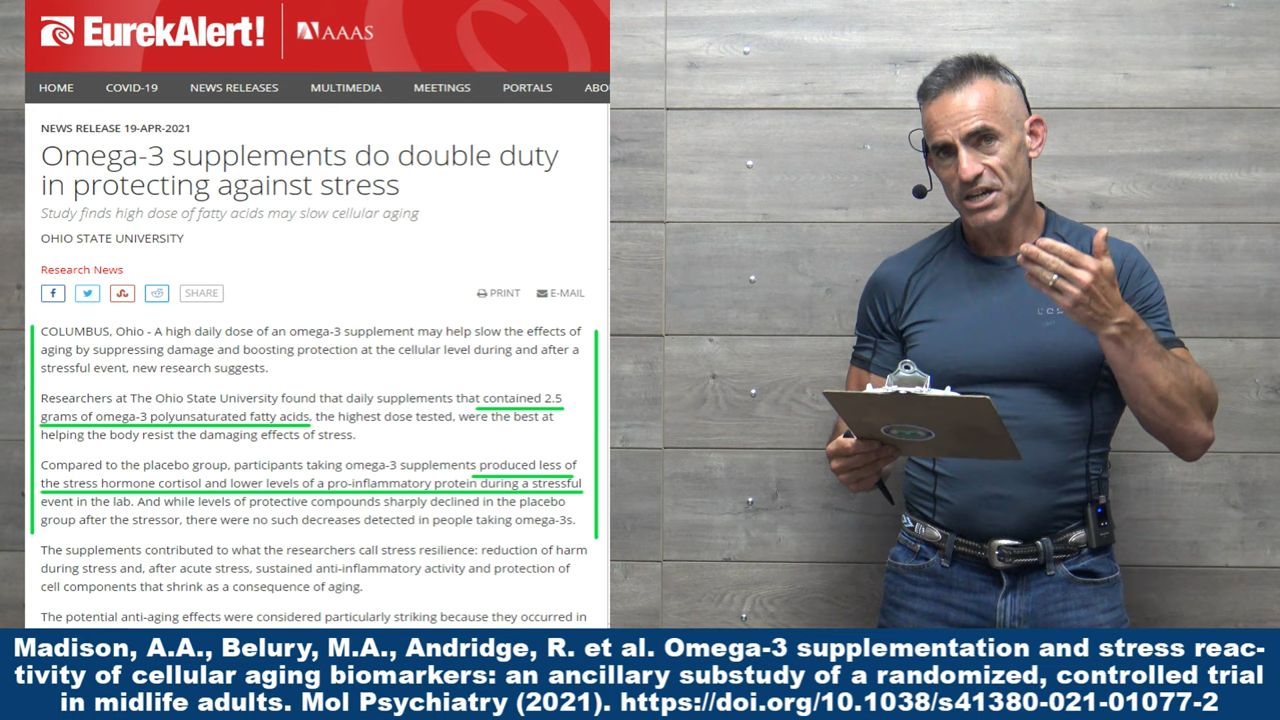 EurekAlert! AAAS
HOME COVID-19 NEWS RELEASES MULTIMEDIA MEETINGS PORTALS ABO
NEWS RELEASE 19-APR-2021
Omega-3 supplements do double duty
in protecting against stress
Study finds high dose of fatty acids may slow cellular aging
OHIO STATE UNIVERSITY
Research News
SHARE PRINT E-MAIL
COLUMBUS, Ohio - A high daily dose of an omega-3 supplement may help slow the effects of
aging by suppressing damage and boosting protection at the cellular level during and after a
stressful event, new research suggests.
Researchers at The Ohio State University found that daily supplements that contained 2.5
grams of omega-3 polyunsaturated fatty acids, the highest dose tested, were the best at
helping the body resist the damaging effects of stress.
Compared to the placebo group, participants taking omega-3 supplements produced less of
the stress hormone cortisol and lower levels of a pro-inflammatory protein during a stressful
event in the lab. And while levels of protective compounds sharply declined in the placebo
group after the stressor, there were no such decreases detected in people taking omega-3s.
The supplements contributed to what the researchers call stress resilience: reduction of harm
during stress and, after acute stress, sustained anti-inflammatory activity and protection of
cell components that shrink as a consequence of aging.
The potential anti-aging effects were considered particularly striking because they occurred in
Madison, A.A., Belury, M.A., Andridge, R. et al. Omega-3 supplementation and stress reac-
tivity of cellular aging biomarkers: an ancillary substudy of a randomized, controlled trial
in midlife adults. Mol Psychiatry (2021). https://doi.org/10.1038/s41380-021-01077-2